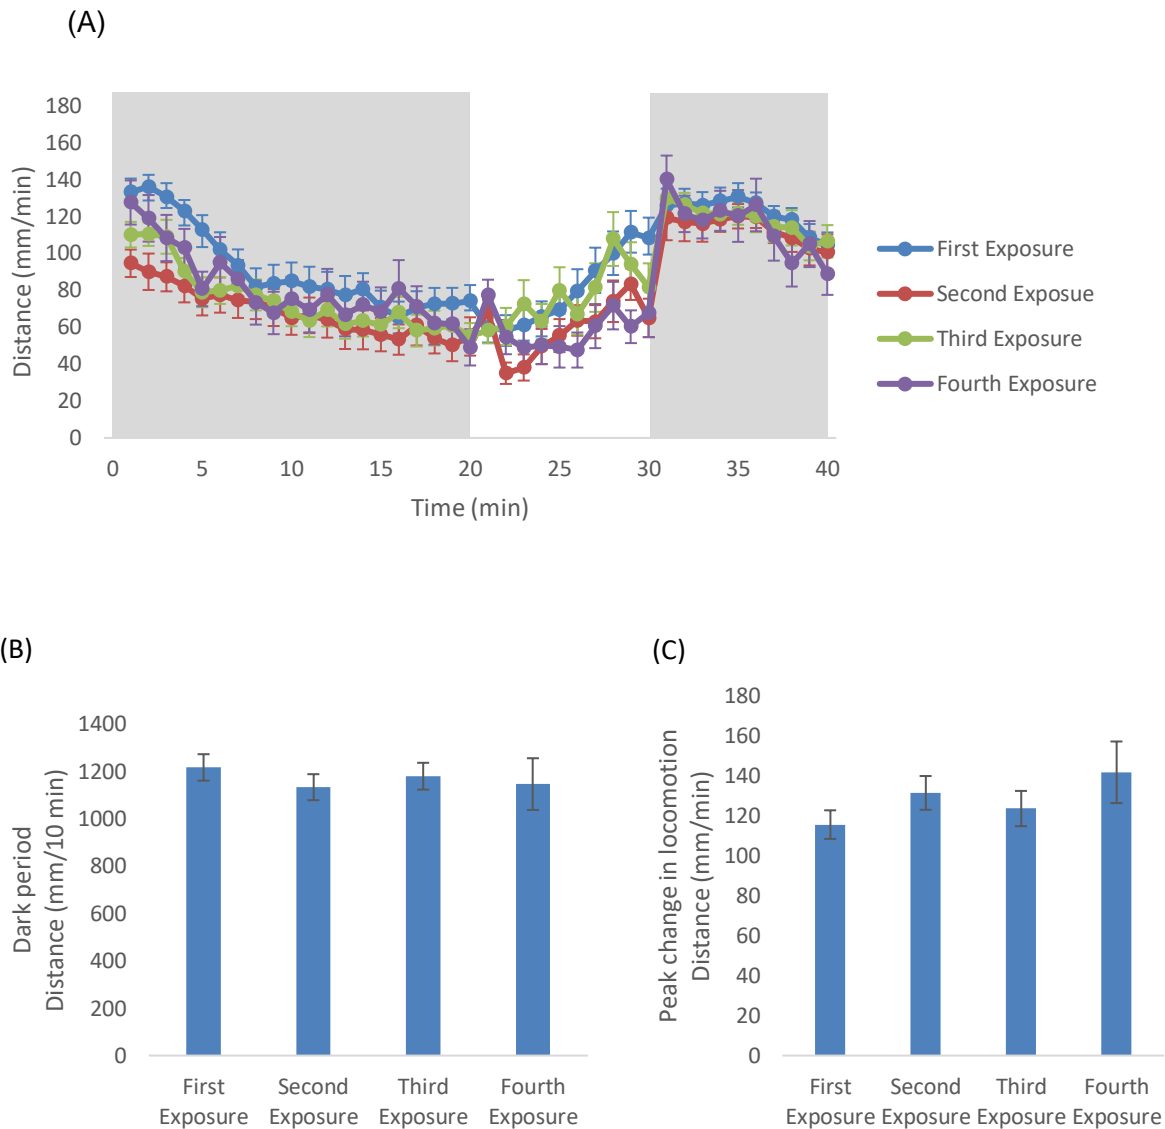 (A)
Distance (mm/min)
180
160
140
120
100
80
60
40
20
0
0 5 10 15 20 25 30 35 40
Time (min)
First Exposure
Second Exposue
Third Exposure
Fourth Exposure
(B)
Dark period
Distance (mm/10 min)
1400
1200
1000
800
600
400
200
0
First Exposure
Second Exposure
Third Exposure
Fourth Exposure
(C)
Peak change in locomotion
Distance (mm/min)
180
160
140
120
100
80
60
40
20
0
First Exposure
Second Exposure
Third Exposure
Fourth Exposure